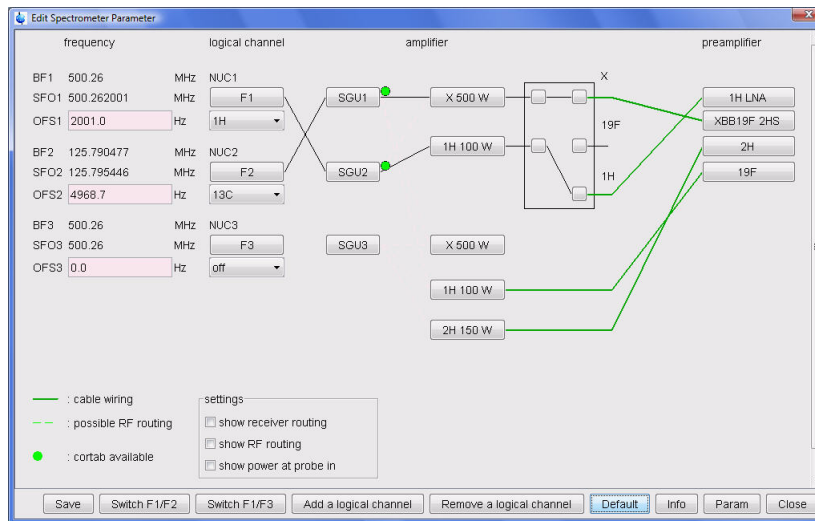 Edit Spectrometer Parameter
frequency logical channel amplifier preamplifier
BF1 500.26 MHz NUC1 X
SFO1 500.262001 MHz F1 SGU1 X 500 W 1H LNA
OFS1 2001.0 Hz 1H 19F XBB19F 2HS
BF2 125.790477 MHz NUC2 1H 100 W 2H
SFO2 125.795446 MHz F2 SGU2 1H 19F
OFS2 4968.7 Hz 13C
BF3 500.26 MHz NUC3
SFO3 500.26 MHz F3 SGU3 X 500 W
OFS3 0.0 Hz off
1H 100 W
2H 150 W
: cable wiring settings
: possible RF routing show receiver routing
show RF routing
: cortab available show power at probe in
Save Switch F1/F2 Switch F1/F3 Add a logical channel Remove a logical channel Default Info Param Close